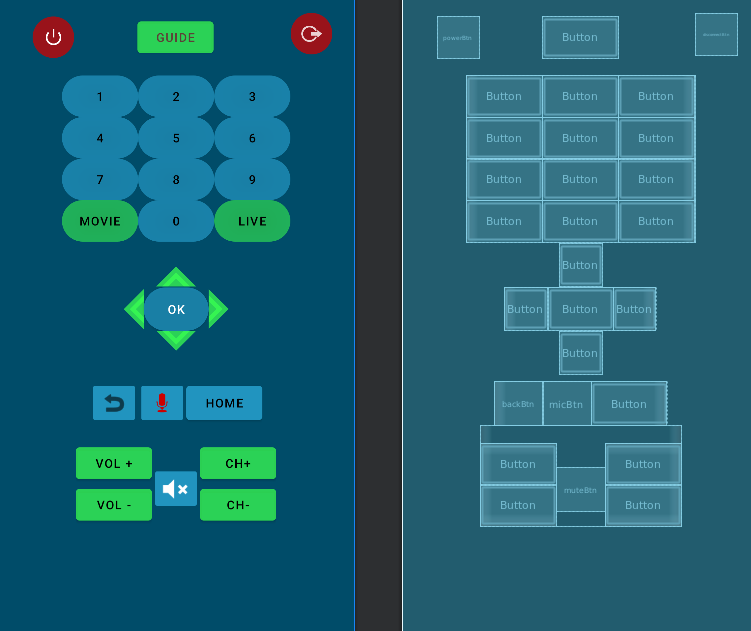 GUIDE
1 2 3
4 5 6
7 8 9
MOVIE 0 LIVE
OK
HOME
VOL + CH+
VOL - CH-
powerBtn Button
Button Button Button
Button Button Button
Button Button Button
Button Button Button
Button
Button Button Button
Button
backBtn micBtn Button
Button Button
muteBtn
Button Button